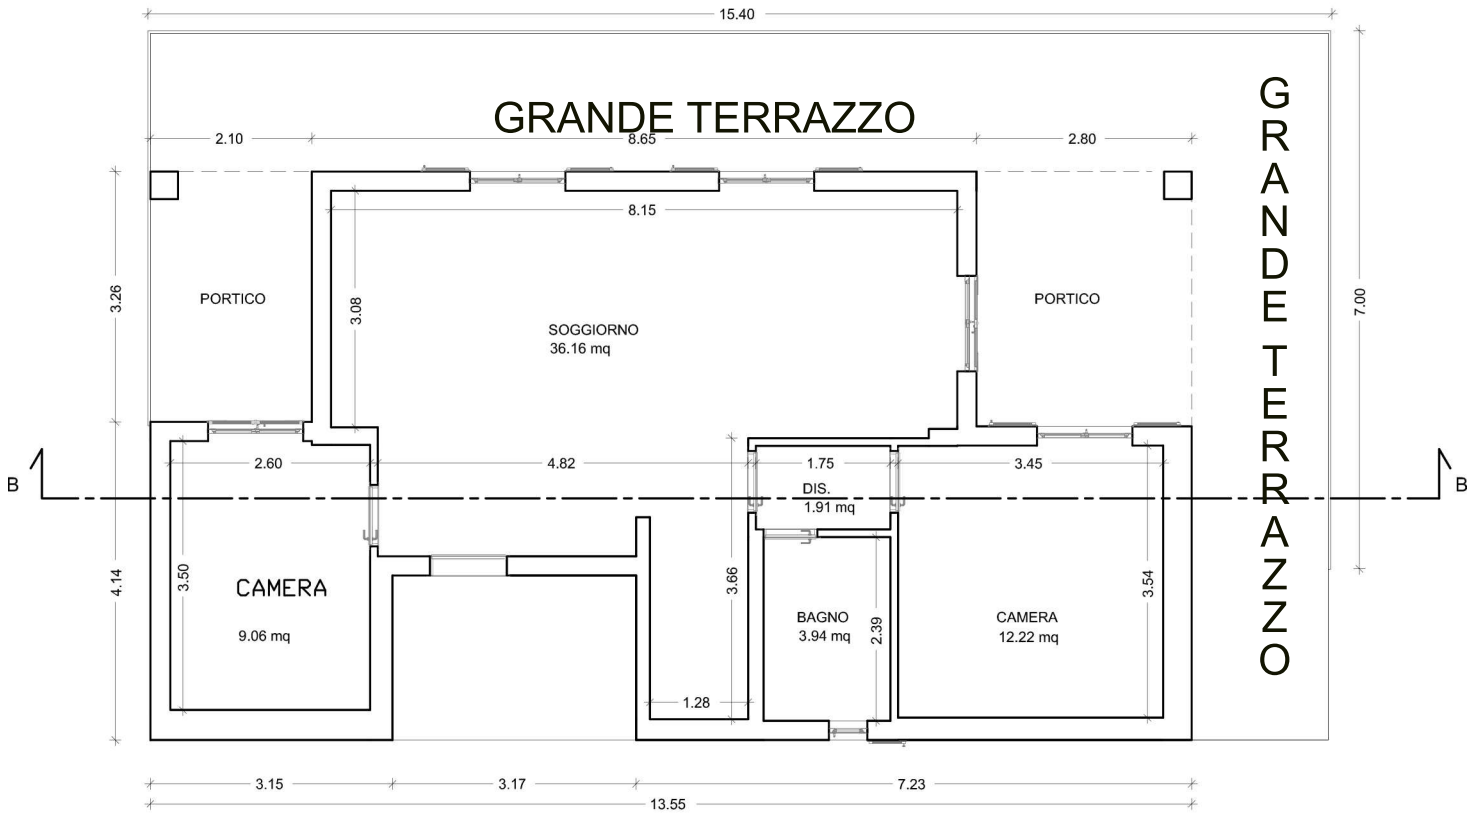 15.40
GRANDE TERRAZZO
2.10
8.65
2.80
8.15
GRANDE TERRAZZO
3.26
PORTICO
3.08
SOGGIORNO
36.16 mq
PORTICO
7.00
2.60
4.82
1.75
3.45
B
B
DIS.
1.91 mq
4.14
3.50
CAMERA
9.06 mq
3.66
BAGNO
3.94 mq
2.39
CAMERA
12.22 mq
3.54
1.28
3.15
3.17
7.23
13.55